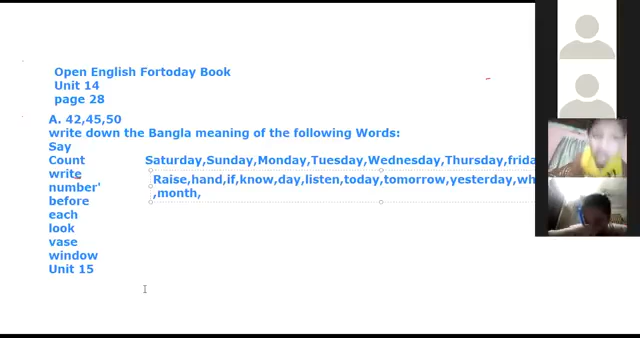 Open English Fortoday Book
Unit 14
page 28
A. 42,45,50
write down the Bangla meaning of the following Words:
Say
Count
Saturday,Sunday,Monday,Tuesday,Wednesday,Thursday,frida
write
Raise,hand,if,know,day,listen,today,tomorrow,yesterday,wh
number'
,month,
before
each
look
vase
window
Unit 15